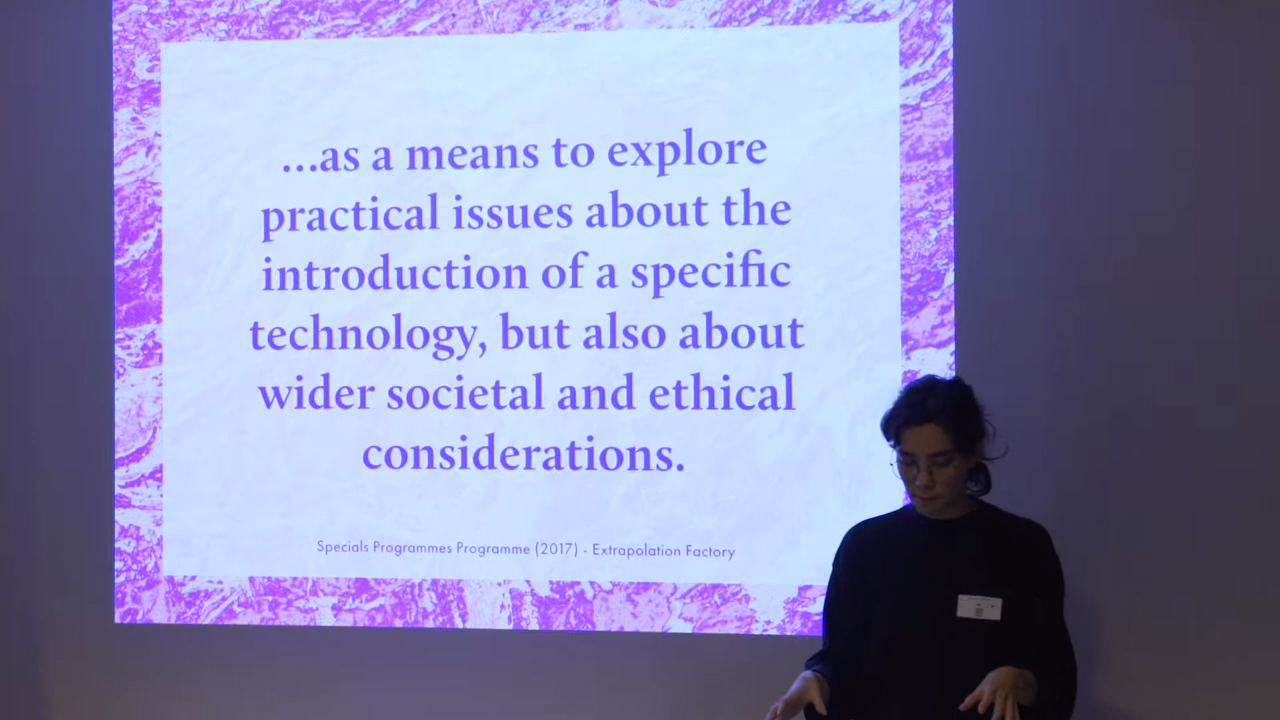 ...as a means to explore
practical issues about the
introduction of a specific
technology, but also about
wider societal and ethical
considerations.
Specials Programmes Programme (2017) - Extrapolation Factory